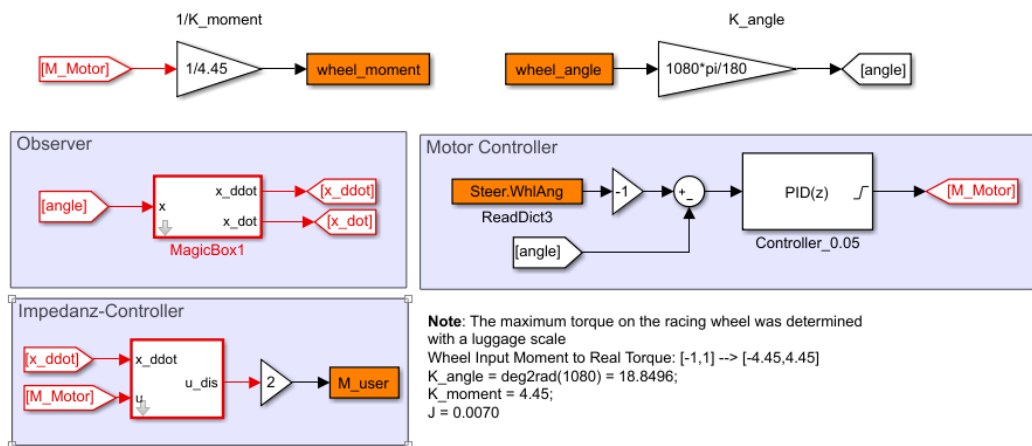 1/K_moment
K_angle
[M_Motor]
1/4.45
wheel_moment
wheel_angle
1080*pi/180
[angle]
Observer
[angle]
x
x_ddot
x_dot
[x_ddot]
[x_dot]
MagicBox1
Motor Controller
Steer.WhlAng
-1
ReadDict3
[angle]
+
−
PID(z)
Controller_0.05
[M_Motor]
Impedanz-Controller
[x_ddot]
[M_Motor]
x_ddot
u
u_dis
2
M_user
Note: The maximum torque on the racing wheel was determined
with a luggage scale
Wheel Input Moment to Real Torque: [-1,1] --> [-4.45,4.45]
K_angle = deg2rad(1080) = 18.8496;
K_moment = 4.45;
J = 0.0070